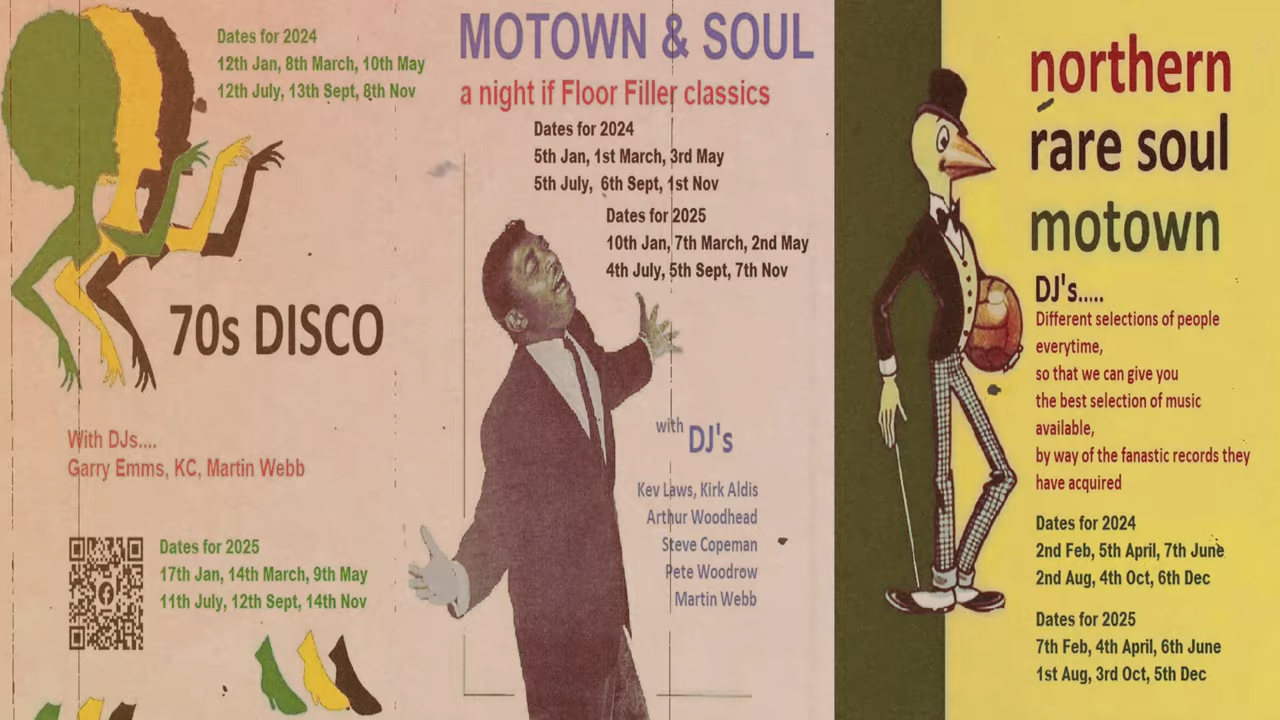 Dates for 2024
12th Jan, 8th March, 10th May
12th July, 13th Sept, 8th Nov
70s DISCO
With DJs....
Garry Emms, KC, Martin Webb
Dates for 2025
17th Jan, 14th March, 9th May
11th July, 12th Sept, 14th Nov
MOTOWN & SOUL
a night if Floor Filler classics
Dates for 2024
5th Jan, 1st March, 3rd May
5th July, 6th Sept, 1st Nov
Dates for 2025
10th Jan, 7th March, 2nd May
4th July, 5th Sept, 7th Nov
with DJ's
Kev Laws, Kirk Aldis
Arthur Woodhead
Steve Copeman
Pete Woodrow
Martin Webb
northern
rare soul
motown
DJ's.....
Different selections of people
everytime,
so that we can give you
the best selection of music
available,
by way of the fanastic records they
have acquired
Dates for 2024
2nd Feb, 5th April, 7th June
2nd Aug, 4th Oct, 6th Dec
Dates for 2025
7th Feb, 4th April, 6th June
1st Aug, 3rd Oct, 5th Dec